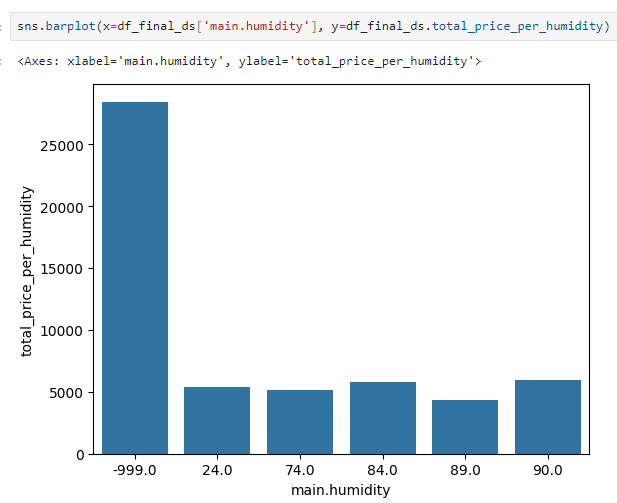 sns.barplot(x=df_final_ds['main.humidity'], y=df_final_ds.total_price_per_humidity)
<Axes: xlabel='main.humidity', ylabel='total_price_per_humidity'>
total_price_per_humidity
25000
20000
15000
10000
5000
0
-999.0 24.0 74.0 84.0 89.0 90.0
main.humidity